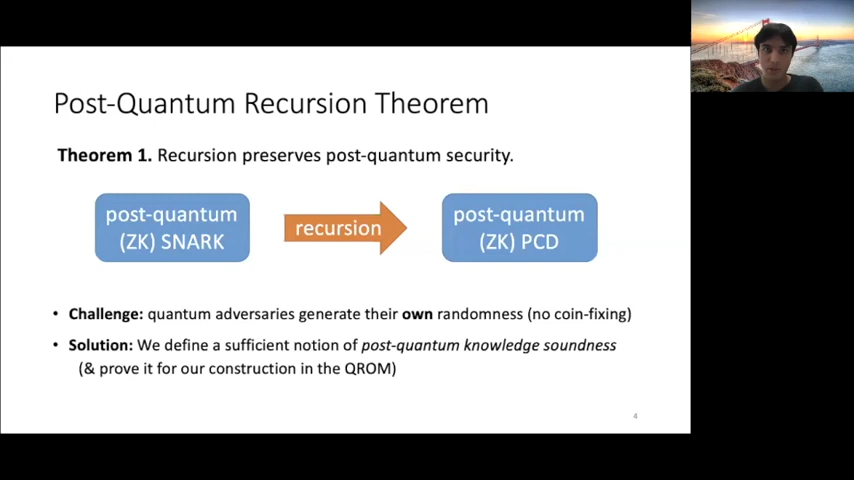 Post-Quantum Recursion Theorem
Theorem 1. Recursion preserves post-quantum security.
post-quantum
(ZK) SNARK
recursion
post-quantum
(ZK) PCD
• Challenge: quantum adversaries generate their own randomness (no coin-fixing)
• Solution: We define a sufficient notion of post-quantum knowledge soundness
(& prove it for our construction in the QROM)
4